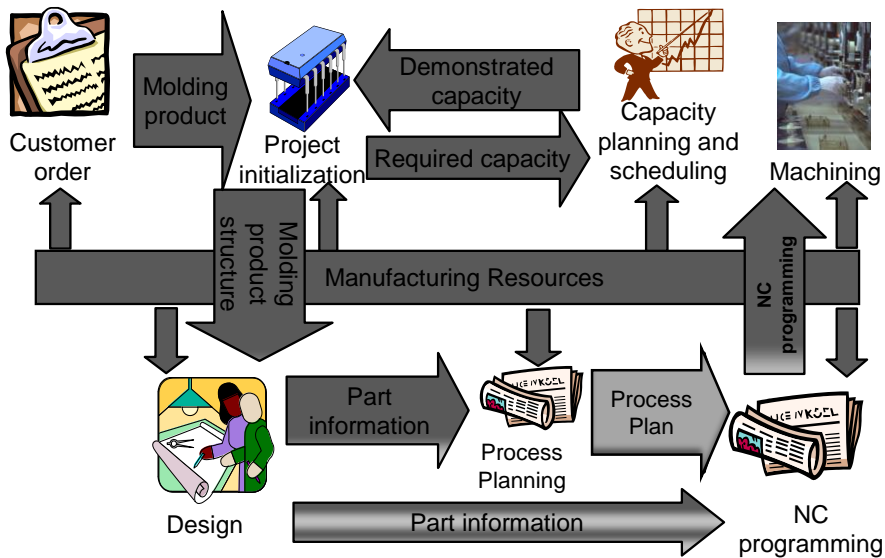 Molding
product
Customer
order
Project
initialization
Demonstrated
capacity
Required capacity
Capacity
planning and
scheduling
Machining
Molding
product
structure
Manufacturing Resources
NC
programming
Part
information
Process
Planning
Process
Plan
Design
Part information
NC
programming